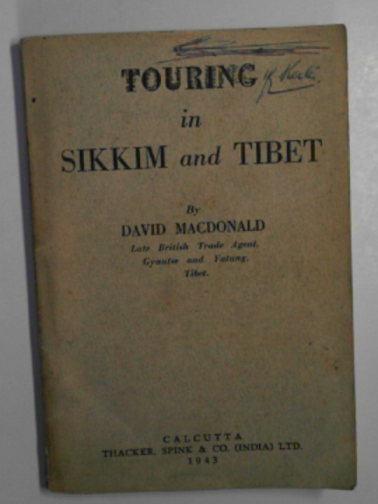 TOURING
in
SIKKIM and TIBET
By
DAVID MACDONALD
Late British Trade Agent,
Gyantse and Yatung,
Tibet.
CALCUTTA
THACKER, SPINK & CO. (INDIA) LTD.
1943